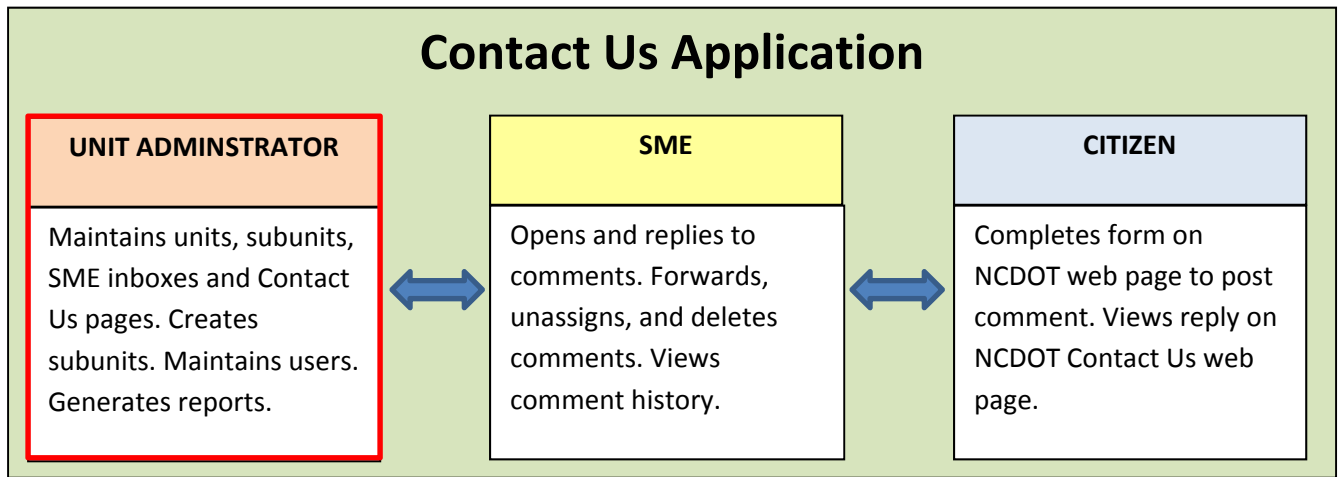 Contact Us Application
UNIT ADMINSTRATOR
Maintains units, subunits,
SME inboxes and Contact
Us pages. Creates
subunits. Maintains users.
Generates reports.
SME
Opens and replies to
comments. Forwards,
unassigns, and deletes
comments. Views
comment history.
CITIZEN
Completes form on
NCDOT web page to post
comment. Views reply on
NCDOT Contact Us web
page.